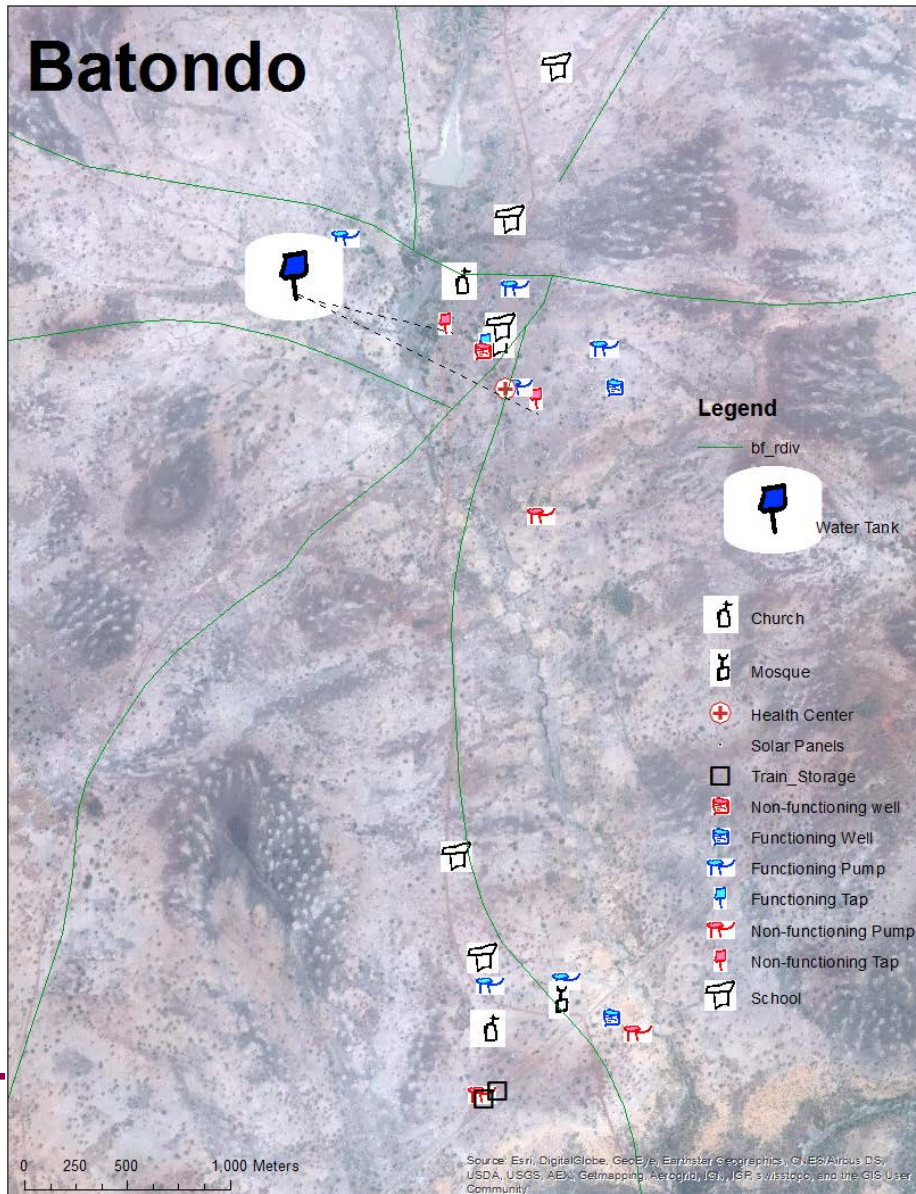 Batondo
Legend
bf_rdiv
Water Tank
Church
Mosque
Health Center
Solar Panels
Train_Storage
Non-functioning well
Functioning Well
Functioning Pump
Functioning Tap
Non-functioning Pump
Non-functioning Tap
School
0 250 500 1,000 Meters
Source: Esri, DigitalGlobe, GeoEye, Earthstar Geographics, CNES/Airbus DS,
USDA, USGS, AEX, Getmapping, Aerogrid, IGN, IGP, swisstopo, and the GIS User
Community